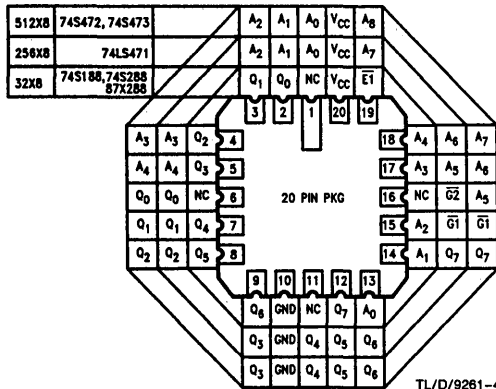 512X8 74S472, 74S473 A2 A1 A0 VCC A8
256X8 74LS471 A2 A1 A0 VCC A7
32X8 74S188, 74S288 87X288 Q1 Q0 NC VCC E1̅
3 2 1 20 19
A3 A3 Q2 4 18 A4 A6 A7
A4 A4 Q3 5 17 A3 A5 A6
Q0 Q0 NC 6 20 PIN PKG 16 NC G2̅ A5
Q1 Q1 Q4 7 15 A2 G1̅ G1̅
Q2 Q2 Q5 8 14 A1 Q7 Q7
9 10 11 12 13
Q6 GND NC Q7 A0
Q3 GND Q4 Q5 Q6
Q3 GND Q4 Q5 Q6
TL/D/9261-4